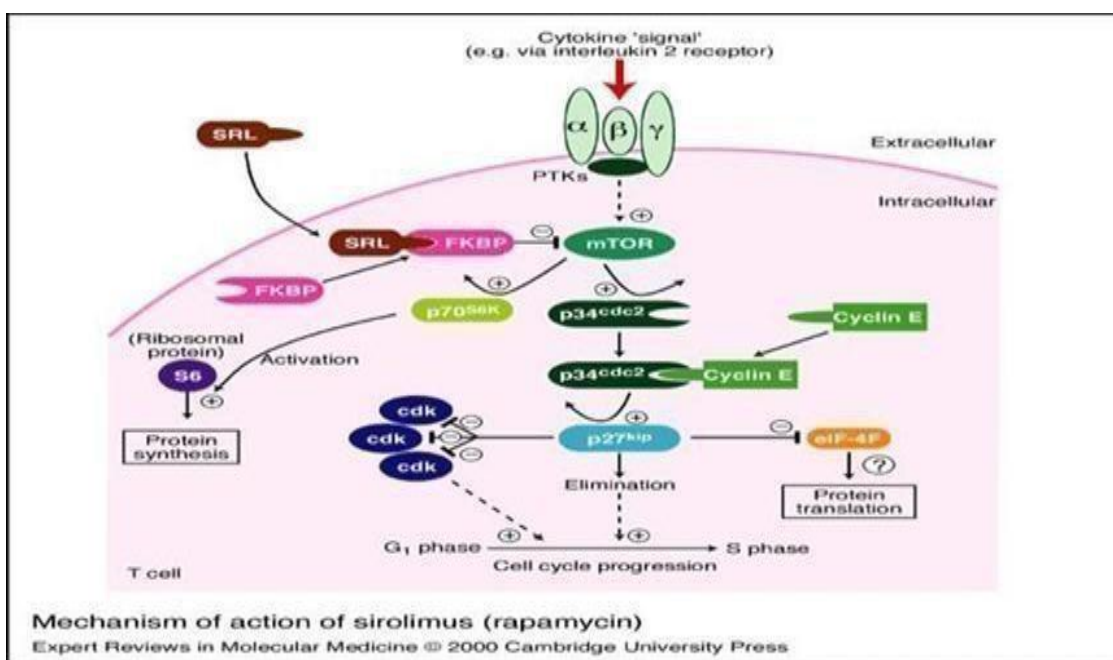 Cytokine 'signal'
(e.g. via interleukin 2 receptor)
α β γ
SRL
Extracellular
PTKs
Intracellular
+
SRL FKBP − mTOR
FKBP
+ +
p70S6K p34cdc2 Cyclin E
(Ribosomal
protein)
Activation
S6
p34cdc2 Cyclin E
+
cdk
cdk
cdk
− − −
+
p27kip − eIF-4F
Protein
synthesis
?
Elimination
Protein
translation
+ +
G1 phase S phase
Cell cycle progression
T cell
Mechanism of action of sirolimus (rapamycin)
Expert Reviews in Molecular Medicine © 2000 Cambridge University Press